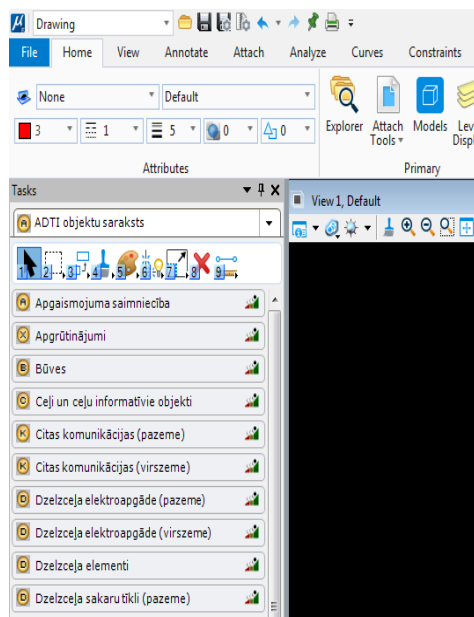 Drawing
File Home View Annotate Attach Analyze Curves Constraints
None Default
3 1 5 0 0
Explorer Attach Tools Models
Attributes Primary
Tasks
View 1, Default
ADTI objektu saraksts
1 2 3 4 5 6 7 8 9
Apgaismojuma saimniecība
Apgrūtinājumi
Būves
Ceļi un ceļu informatīvie objekti
Citas komunikācijas (pazeme)
Citas komunikācijas (virszeme)
Dzelzceļa elektroapgāde (pazeme)
Dzelzceļa elektroapgāde (virszeme)
Dzelzceļa elementi
Dzelzceļa sakaru tīkli (pazeme)